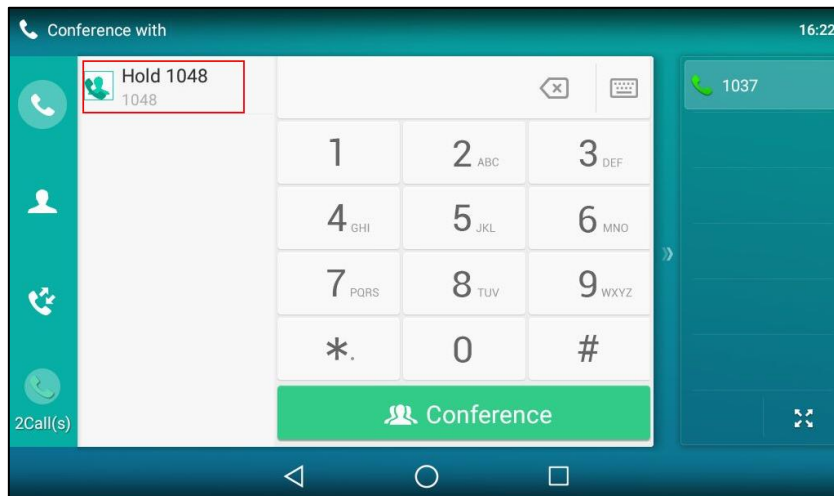 Conference with
16:22
Hold 1048
1048
1037
1
2 ABC
3 DEF
4 GHI
5 JKL
6 MNO
7 PQRS
8 TUV
9 WXYZ
*.
0
#
2Call(s)
Conference